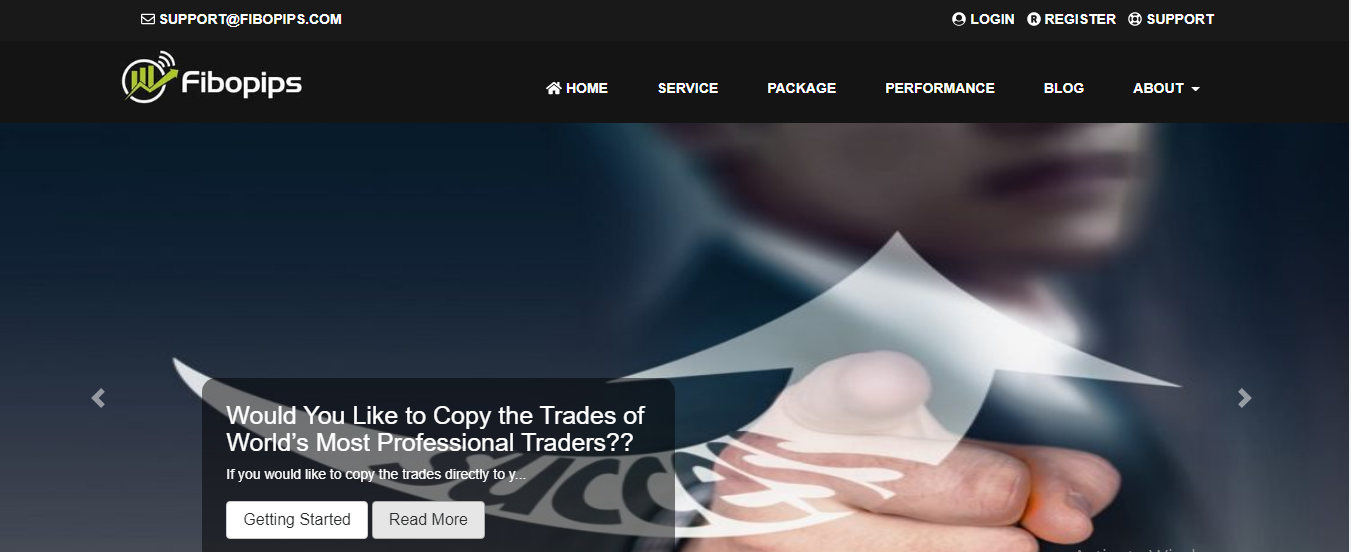 SUPPORT@FIBOPIPS.COM
LOGIN
REGISTER
SUPPORT
Fibopips
HOME
SERVICE
PACKAGE
PERFORMANCE
BLOG
ABOUT
Would You Like to Copy the Trades of
World’s Most Professional Traders??
If you would like to copy the trades directly to y...
SUCCESS
Getting Started
Read More